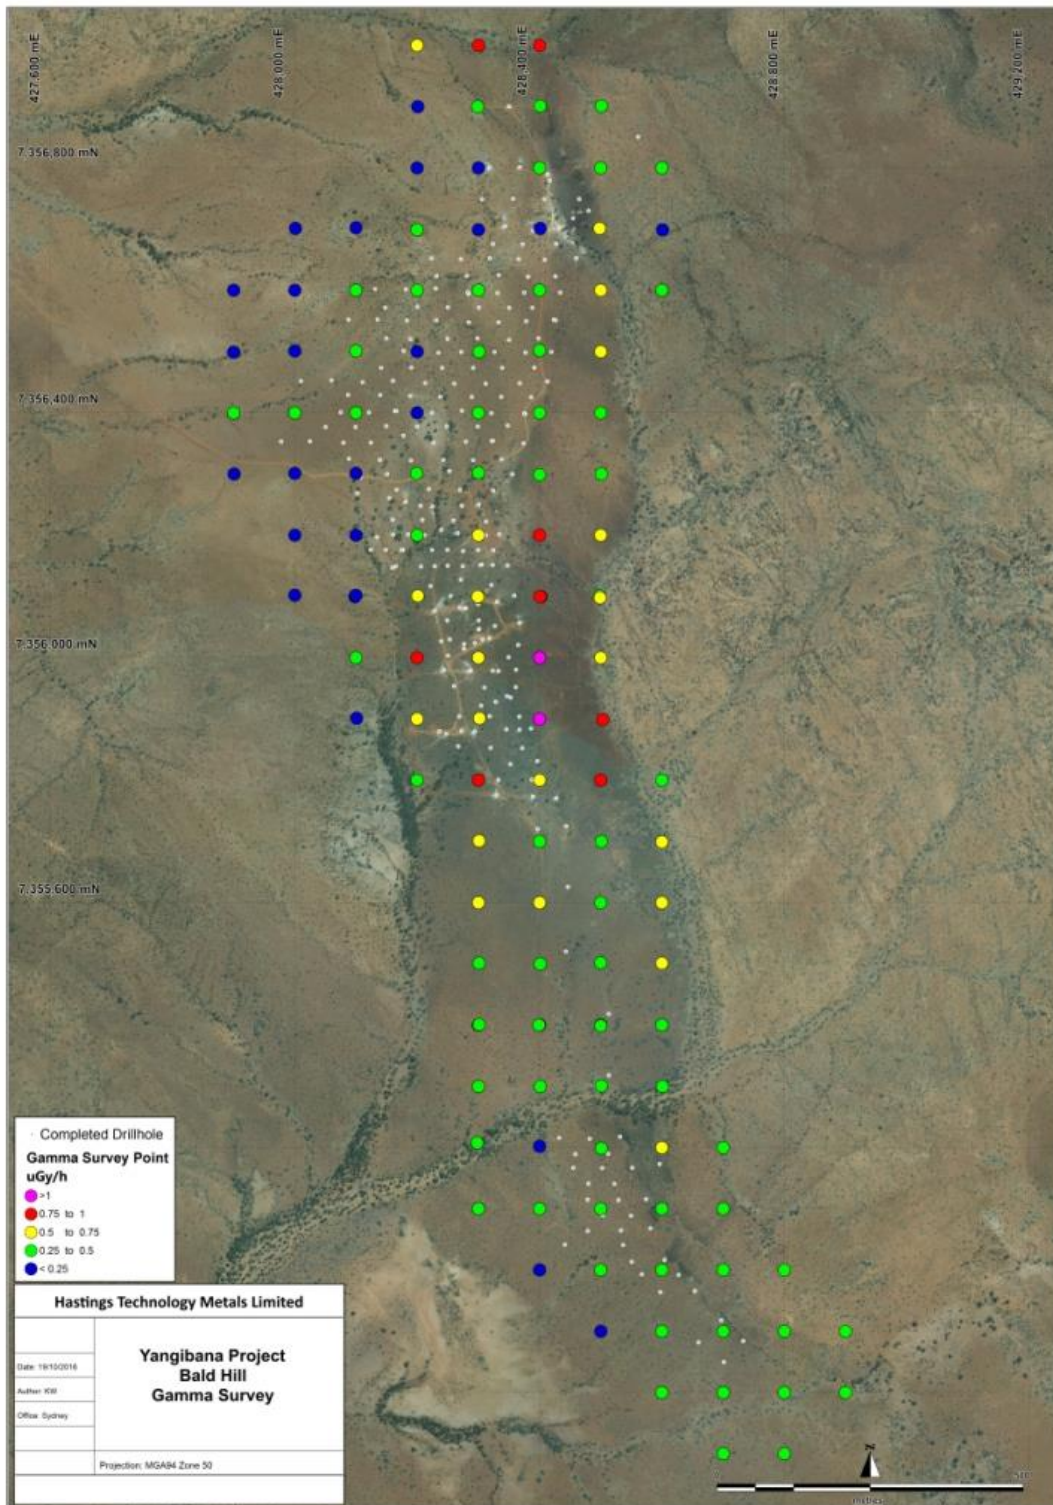 427,600 mE
428,000 mE
428,400 mE
428,800 mE
429,200 mE
7,356,800 mN
7,356,400 mN
7,356,000 mN
7,355,600 mN
Completed Drillhole
Gamma Survey Point
uGy/h
>1
0.75 to 1
0.5 to 0.75
0.25 to 0.5
< 0.25
Hastings Technology Metals Limited
Yangibana Project
Bald Hill
Gamma Survey
Date: 19/10/2016
Author: KW
Office: Sydney
Projection: MGA94 Zone 50
N
metres